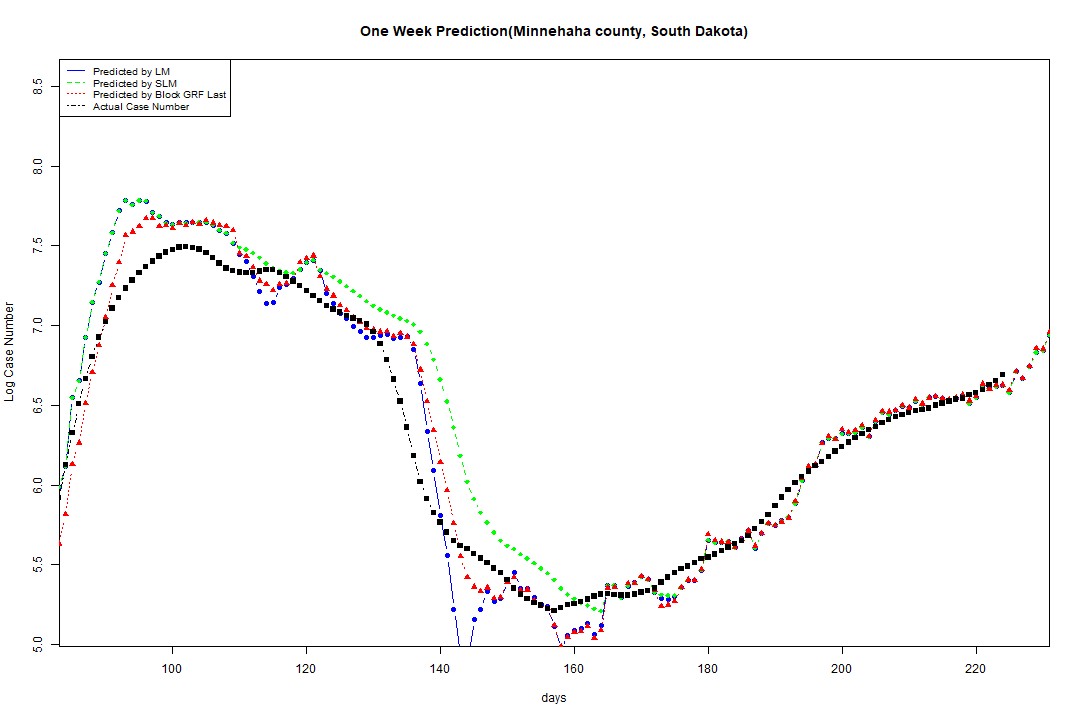 One Week Prediction(Minnehaha county, South Dakota)
Predicted by LM
Predicted by SLM
Predicted by Block GRF Last
Actual Case Number
Log Case Number
8.5
8.0
7.5
7.0
6.5
6.0
5.5
5.0
100 120 140 160 180 200 220
days